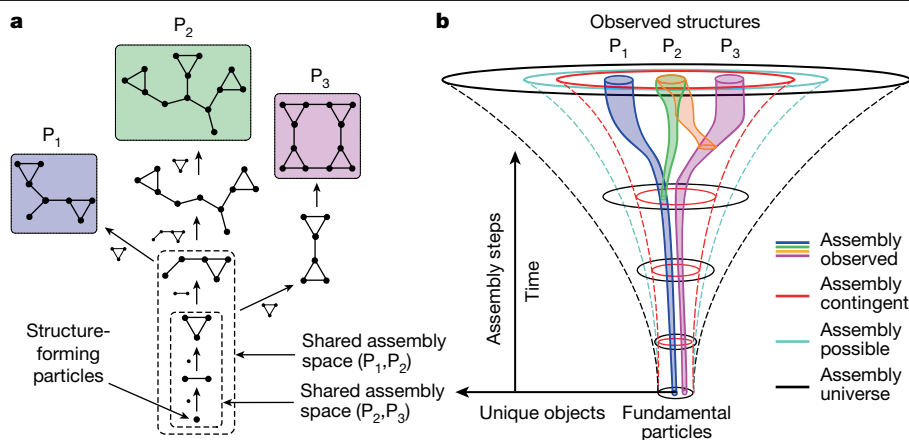 a
P2
P3
P1
Structure-
forming
particles
Shared assembly
space (P1,P2)
Shared assembly
space (P2,P3)
b
Observed structures
P1 P2 P3
Assembly steps
Time
Assembly
observed
Assembly
contingent
Assembly
possible
Assembly
universe
Unique objects
Fundamental
particles